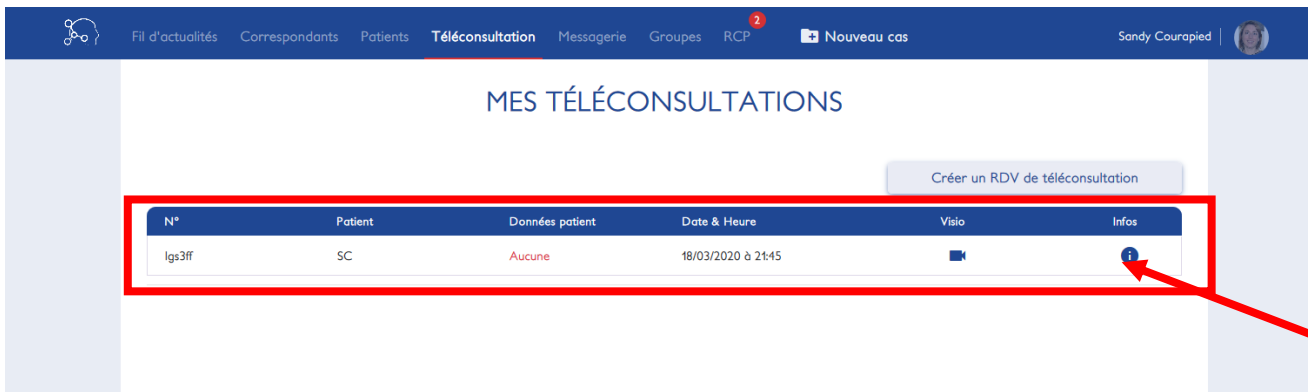 Fil d'actualités Correspondants Patients Téléconsultation Messagerie Groupes RCP 2 Nouveau cas Sandy Courapied
MES TÉLÉCONSULTATIONS
Créer un RDV de téléconsultation
N° Patient Données patient Date & Heure Visio Infos
lgs3ff SC Aucune 18/03/2020 à 21:45